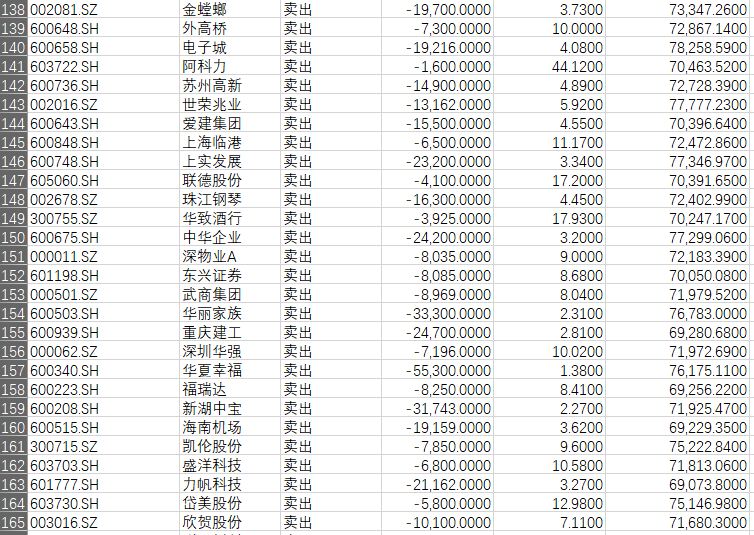 138 002081.SZ 金螳螂 卖出 -19,700.0000 3.7300 73,347.2600
139 600648.SH 外高桥 卖出 -7,300.0000 10.0000 72,867.1400
140 600658.SH 电子城 卖出 -19,216.0000 4.0800 78,258.5900
141 603722.SH 阿科力 卖出 -1,600.0000 44.1200 70,463.5200
142 600736.SH 苏州高新 卖出 -14,900.0000 4.8900 72,728.3900
143 002016.SZ 世荣兆业 卖出 -13,162.0000 5.9200 77,777.2300
144 600643.SH 爱建集团 卖出 -15,500.0000 4.5500 70,396.6400
145 600848.SH 上海临港 卖出 -6,500.0000 11.1700 72,472.8600
146 600748.SH 上实发展 卖出 -23,200.0000 3.3400 77,346.9700
147 605060.SH 联德股份 卖出 -4,100.0000 17.2000 70,391.6500
148 002678.SZ 珠江钢琴 卖出 -16,300.0000 4.4500 72,402.9900
149 300755.SZ 华致酒行 卖出 -3,925.0000 17.9300 70,247.1700
150 600675.SH 中华企业 卖出 -24,200.0000 3.2000 77,299.0600
151 000011.SZ 深物业A 卖出 -8,035.0000 9.0000 72,183.3900
152 601198.SH 东兴证券 卖出 -8,085.0000 8.6800 70,050.0800
153 000501.SZ 武商集团 卖出 -8,969.0000 8.0400 71,979.5200
154 600503.SH 华丽家族 卖出 -33,300.0000 2.3100 76,783.0000
155 600939.SH 重庆建工 卖出 -24,700.0000 2.8100 69,280.6800
156 000062.SZ 深圳华强 卖出 -7,196.0000 10.0200 71,972.6900
157 600340.SH 华夏幸福 卖出 -55,300.0000 1.3800 76,175.1100
158 600223.SH 福瑞达 卖出 -8,250.0000 8.4100 69,256.2200
159 600208.SH 新湖中宝 卖出 -31,743.0000 2.2700 71,925.4700
160 600515.SH 海南机场 卖出 -19,159.0000 3.6200 69,229.3500
161 300715.SZ 凯伦股份 卖出 -7,850.0000 9.6000 75,222.8400
162 603703.SH 盛洋科技 卖出 -6,800.0000 10.5800 71,813.0600
163 601777.SH 力帆科技 卖出 -21,162.0000 3.2700 69,073.8000
164 603730.SH 岱美股份 卖出 -5,800.0000 12.9800 75,146.9800
165 003016.SZ 欣贺股份 卖出 -10,100.0000 7.1100 71,680.3000